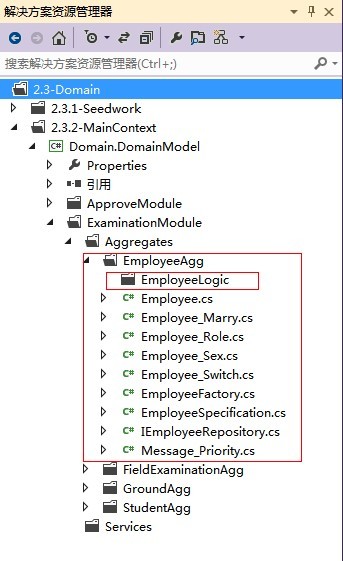 解决方案资源管理器
搜索解决方案资源管理器(Ctrl+;)
2.3-Domain
2.3.1-Seedwork
2.3.2-MainContext
C# Domain.DomainModel
Properties
引用
ApproveModule
ExaminationModule
Aggregates
EmployeeAgg
EmployeeLogic
C# Employee.cs
C# Employee_Marry.cs
C# Employee_Role.cs
C# Employee_Sex.cs
C# Employee_Switch.cs
C# EmployeeFactory.cs
C# EmployeeSpecification.cs
C# IEmployeeRepository.cs
C# Message_Priority.cs
FieldExaminationAgg
GroundAgg
StudentAgg
Services